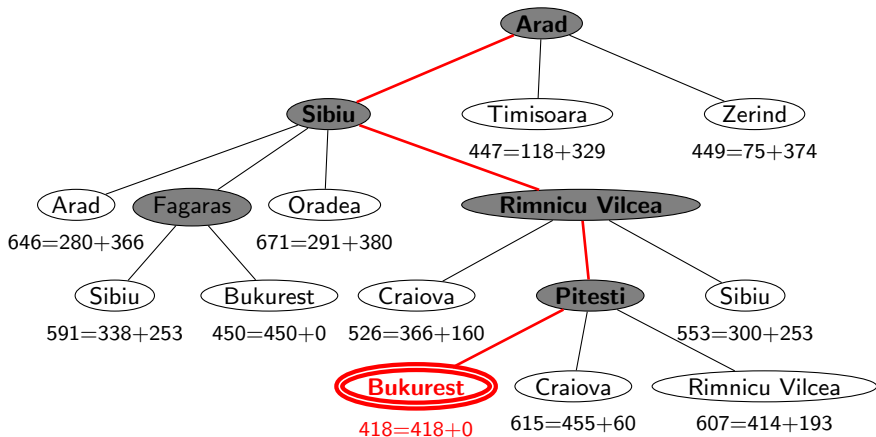 Arad
Sibiu Timisoara Zerind
447=118+329 449=75+374
Arad Fagaras Oradea Rimnicu Vilcea
646=280+366 671=291+380
Sibiu Bukurest Craiova Pitesti Sibiu
591=338+253 450=450+0 526=366+160 553=300+253
Bukurest Craiova Rimnicu Vilcea
418=418+0 615=455+60 607=414+193